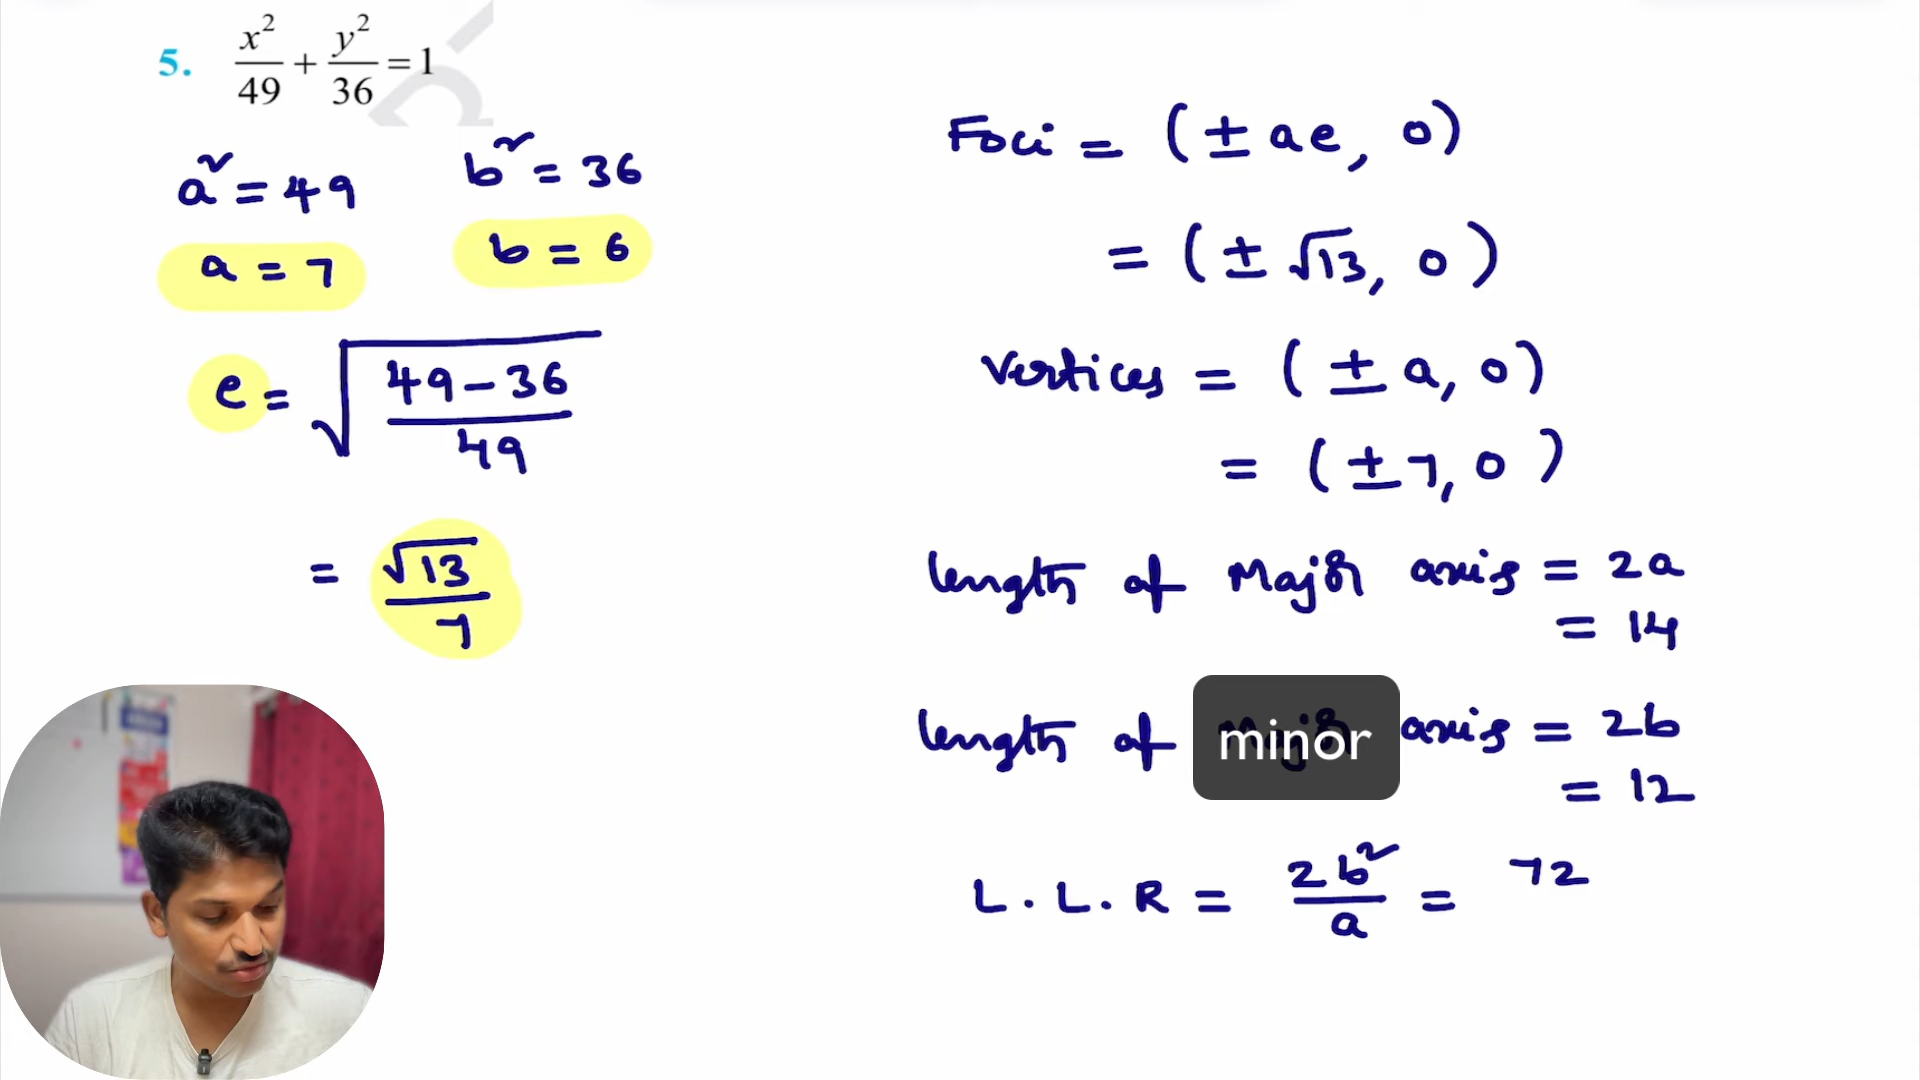 5. x²/49 + y²/36 = 1
a² = 49
b² = 36
a = 7
b = 6
e = √((49-36)/49)
= √13/7
Foci = (± ae, 0)
= (± √13, 0)
Vertices = (± a, 0)
= (± 7, 0)
length of Major axis = 2a
= 14
length of minor axis = 2b
= 12
L.L.R = 2b²/a = 72